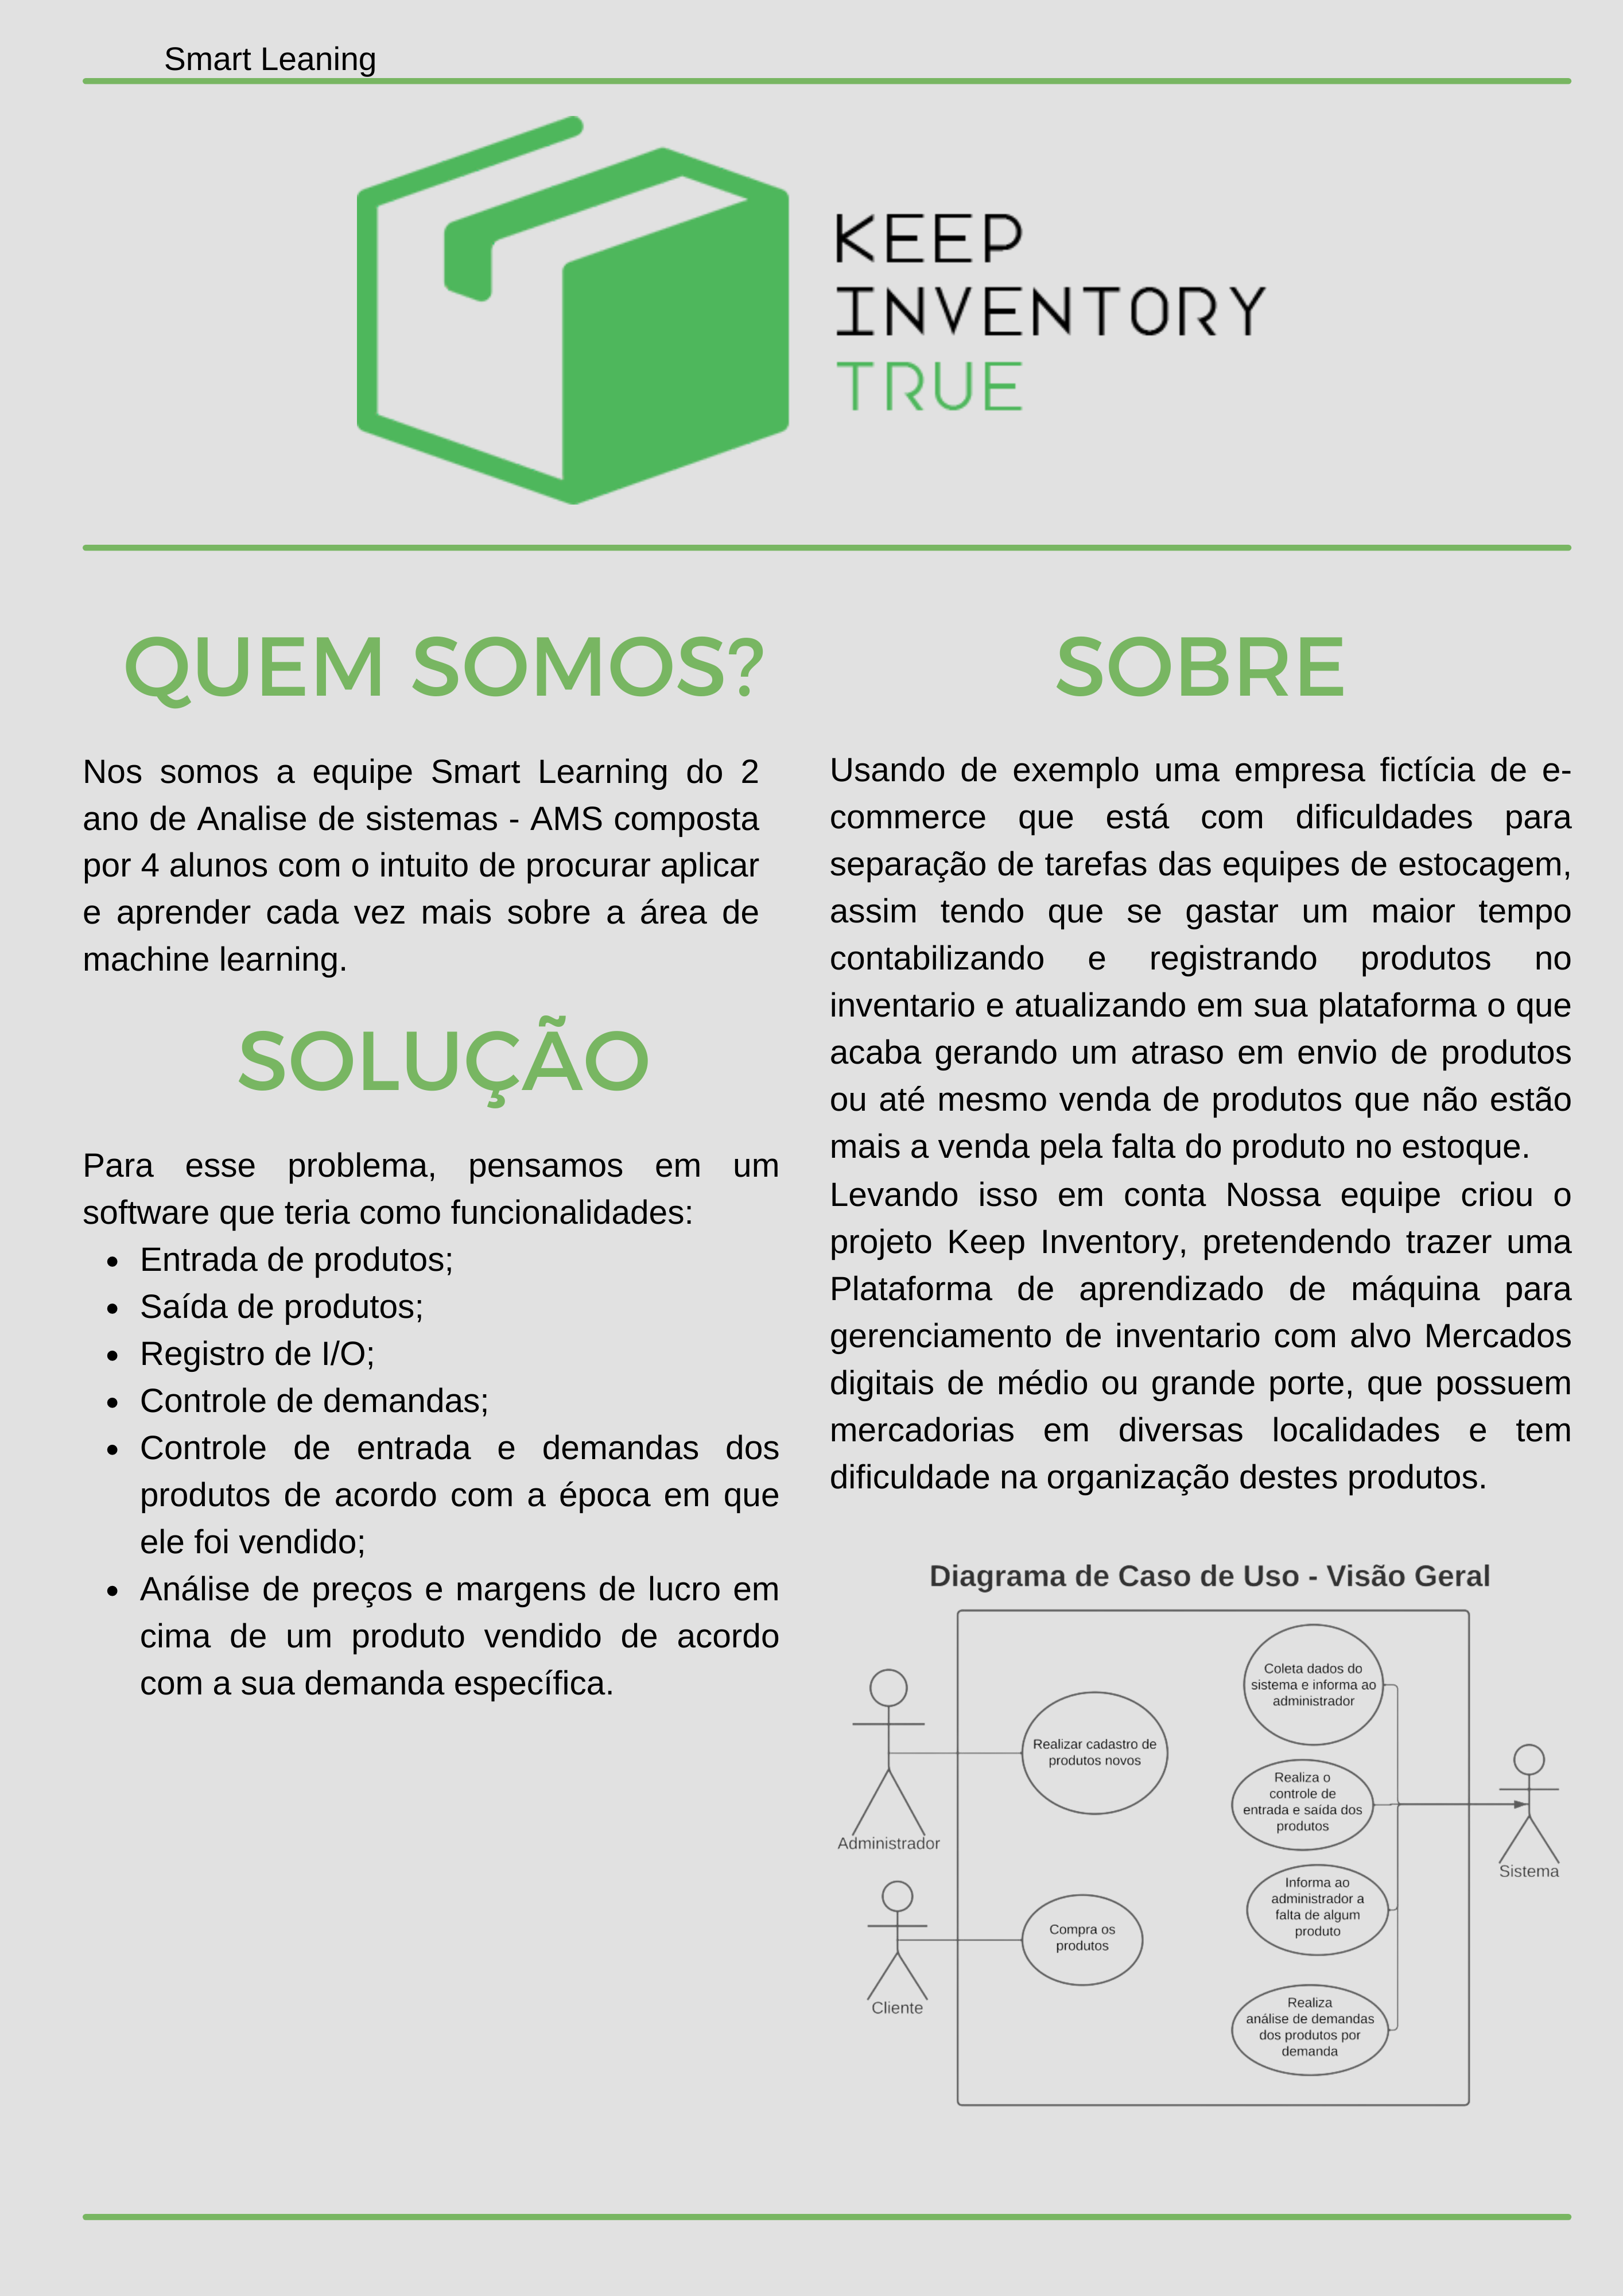 Smart Leaning
KEEP
INVENTORY
TRUE
QUEM SOMOS?
Nos somos a equipe Smart Learning do 2
ano de Analise de sistemas - AMS composta
por 4 alunos com o intuito de procurar aplicar
e aprender cada vez mais sobre a área de
machine learning.
SOLUÇÃO
Para esse problema, pensamos em um
software que teria como funcionalidades:
• Entrada de produtos;
• Saída de produtos;
• Registro de I/O;
• Controle de demandas;
• Controle de entrada e demandas dos
produtos de acordo com a época em que
ele foi vendido;
• Análise de preços e margens de lucro em
cima de um produto vendido de acordo
com a sua demanda específica.
SOBRE
Usando de exemplo uma empresa fictícia de e-
commerce que está com dificuldades para
separação de tarefas das equipes de estocagem,
assim tendo que se gastar um maior tempo
contabilizando e registrando produtos no
inventario e atualizando em sua plataforma o que
acaba gerando um atraso em envio de produtos
ou até mesmo venda de produtos que não estão
mais a venda pela falta do produto no estoque.
Levando isso em conta Nossa equipe criou o
projeto Keep Inventory, pretendendo trazer uma
Plataforma de aprendizado de máquina para
gerenciamento de inventario com alvo Mercados
digitais de médio ou grande porte, que possuem
mercadorias em diversas localidades e tem
dificuldade na organização destes produtos.
Diagrama de Caso de Uso - Visão Geral
Administrador
Cliente
Realizar cadastro de
produtos novos
Compra os
produtos
Coleta dados do
sistema e informa ao
administrador
Realiza o
controle de
entrada e saída dos
produtos
Informa ao
administrador a
falta de algum
produto
Realiza
análise de demandas
dos produtos por
demanda
Sistema